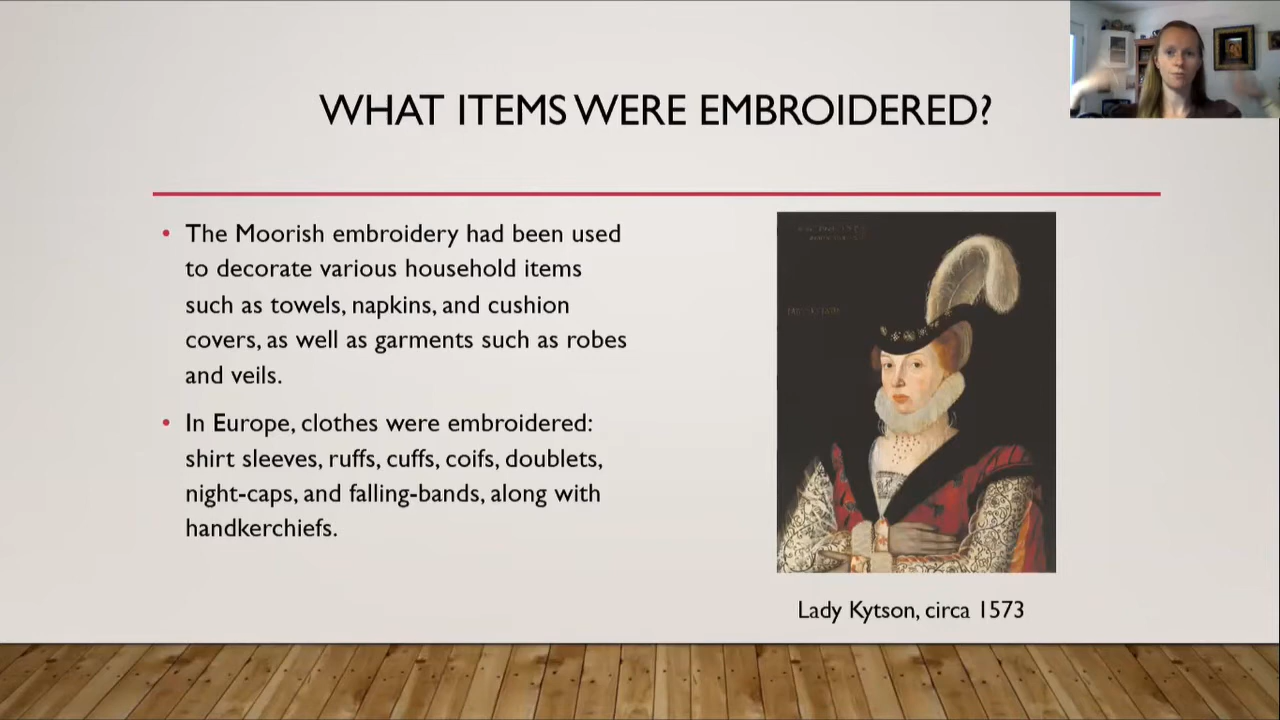 WHAT ITEMS WERE EMBROIDERED?
• The Moorish embroidery had been used
to decorate various household items
such as towels, napkins, and cushion
covers, as well as garments such as robes
and veils.
• In Europe, clothes were embroidered:
shirt sleeves, ruffs, cuffs, coifs, doublets,
night-caps, and falling-bands, along with
handkerchiefs.
Lady Kytson, circa 1573